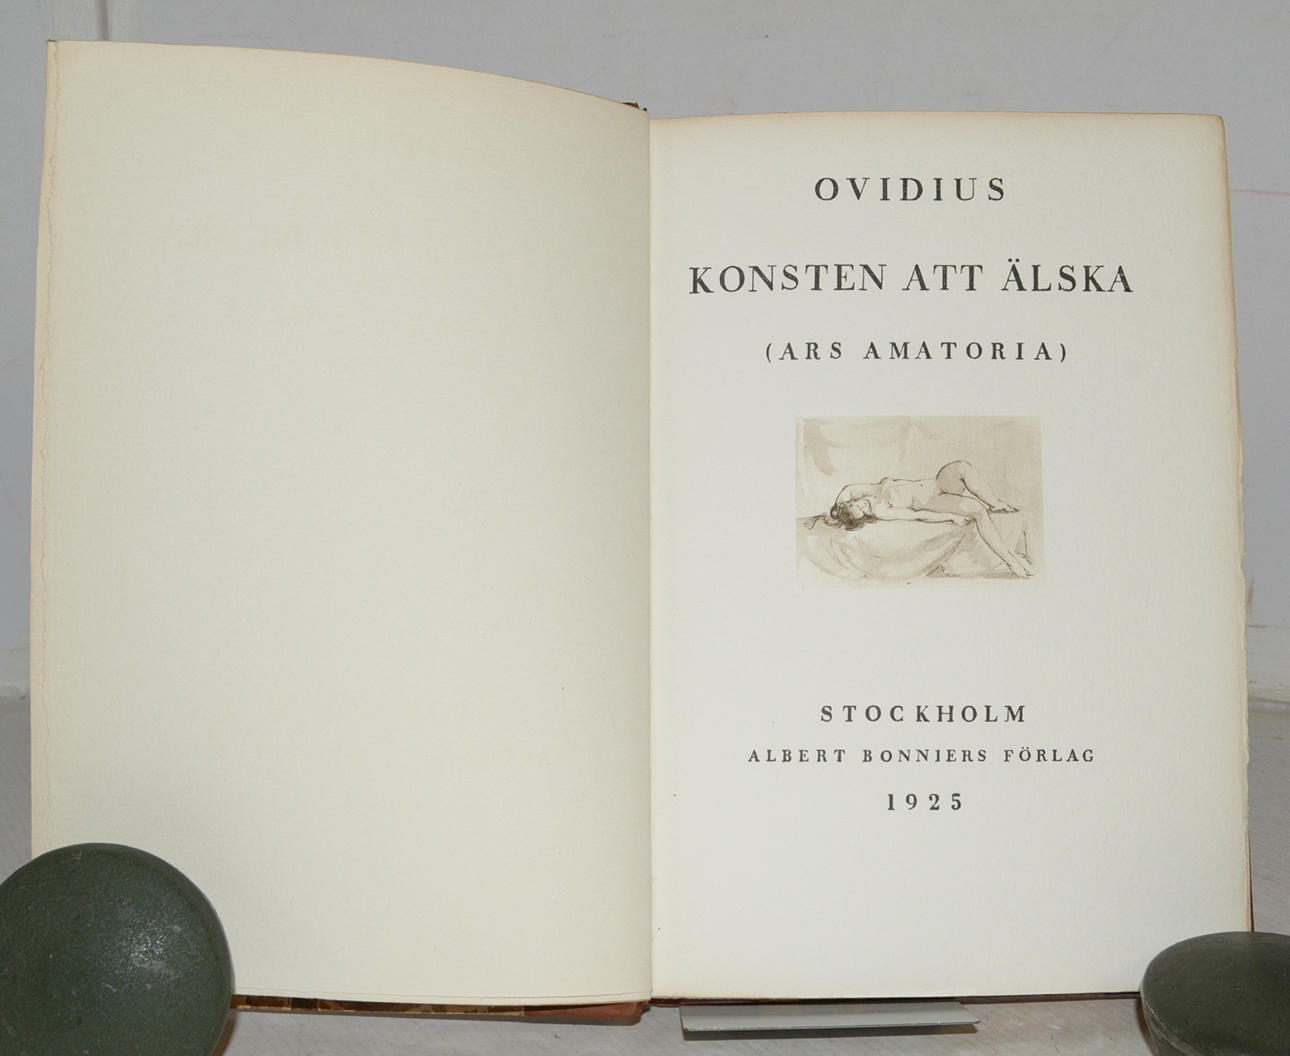 OVIDIUS
KONSTEN ATT ÄLSKA
(ARS AMATORIA)
STOCKHOLM
ALBERT BONNIERS FÖRLAG
1925